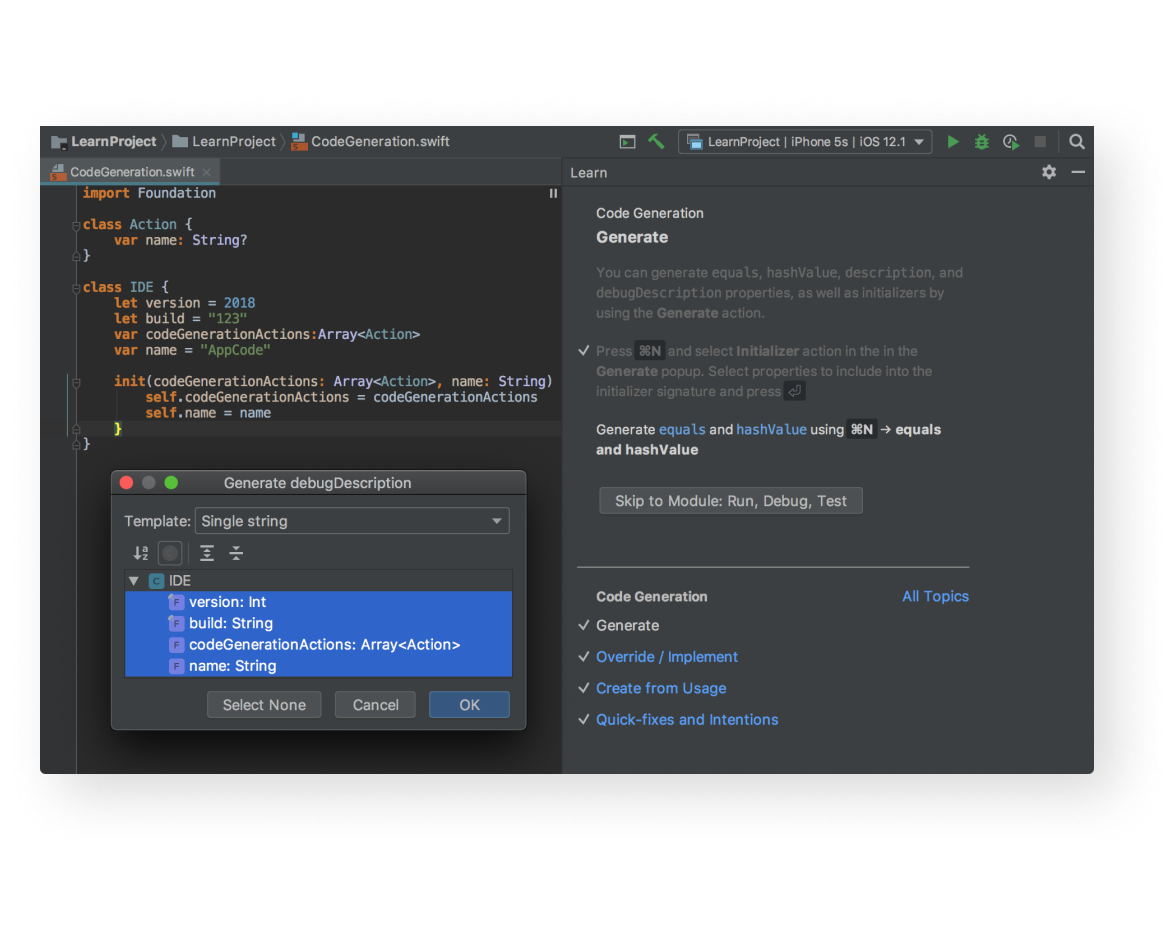 LearnProject LearnProject CodeGeneration.swift
LearnProject | iPhone 5s | iOS 12.1
CodeGeneration.swift
import Foundation
class Action {
var name: String?
}
class IDE {
let version = 2018
let build = "123"
var codeGenerationActions:Array<Action>
var name = "AppCode"
init(codeGenerationActions: Array<Action>, name: String)
self.codeGenerationActions = codeGenerationActions
self.name = name
}
}
Generate debugDescription
Template: Single string
IDE
version: Int
build: String
codeGenerationActions: Array<Action>
name: String
Select None Cancel OK
Learn
Code Generation
Generate
You can generate equals, hashValue, description, and
debugDescription properties, as well as initializers by
using the Generate action.
Press ⌘N and select Initializer action in the in the
Generate popup. Select properties to include into the
initializer signature and press ⏎
Generate equals and hashValue using ⌘N → equals
and hashValue
Skip to Module: Run, Debug, Test
Code Generation All Topics
Generate
Override / Implement
Create from Usage
Quick-fixes and Intentions